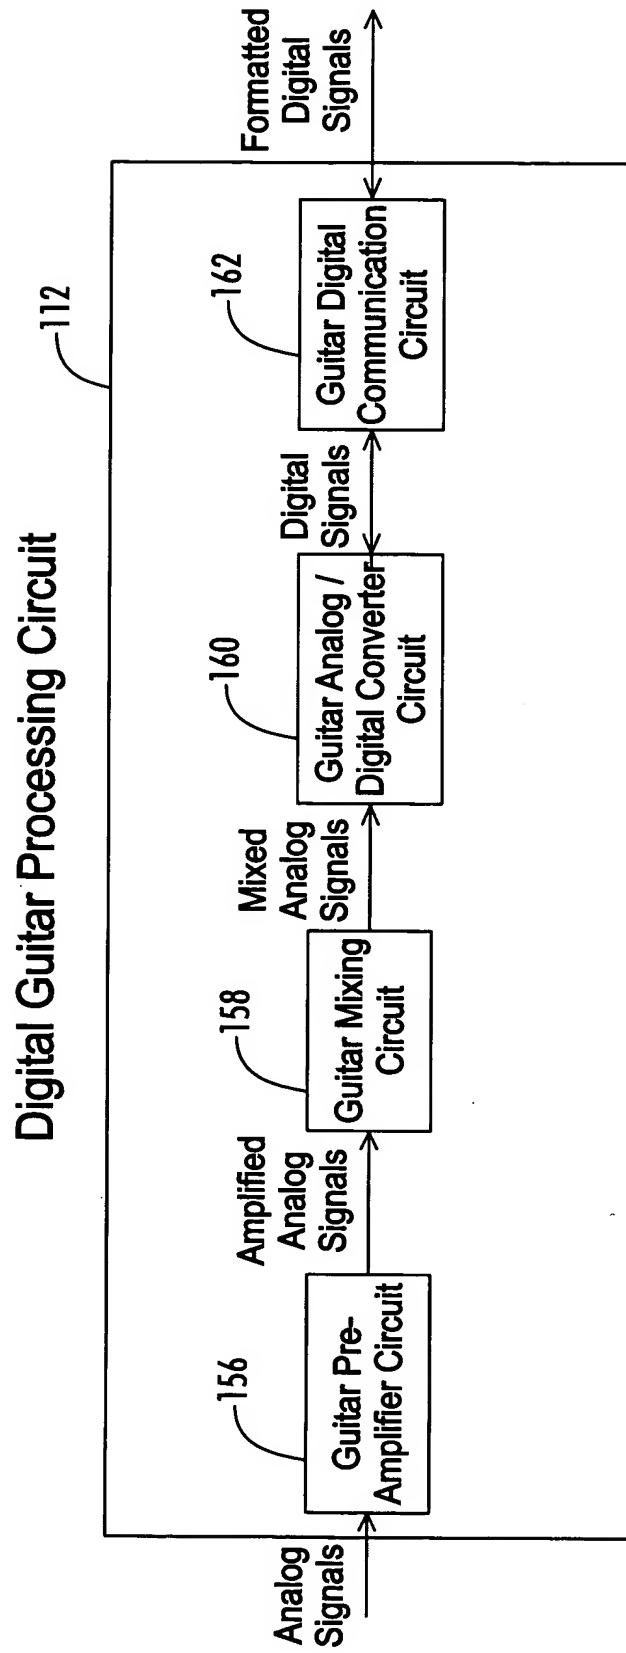 Digital Guitar Processing Circuit
112
Analog
Signals
156
Guitar Pre-
Amplifier Circuit
Amplified
Analog
Signals
158
Guitar Mixing
Circuit
Mixed
Analog
Signals
160
Guitar Analog /
Digital Converter
Circuit
Digital
Signals
162
Guitar Digital
Communication
Circuit
Formatted
Digital
Signals